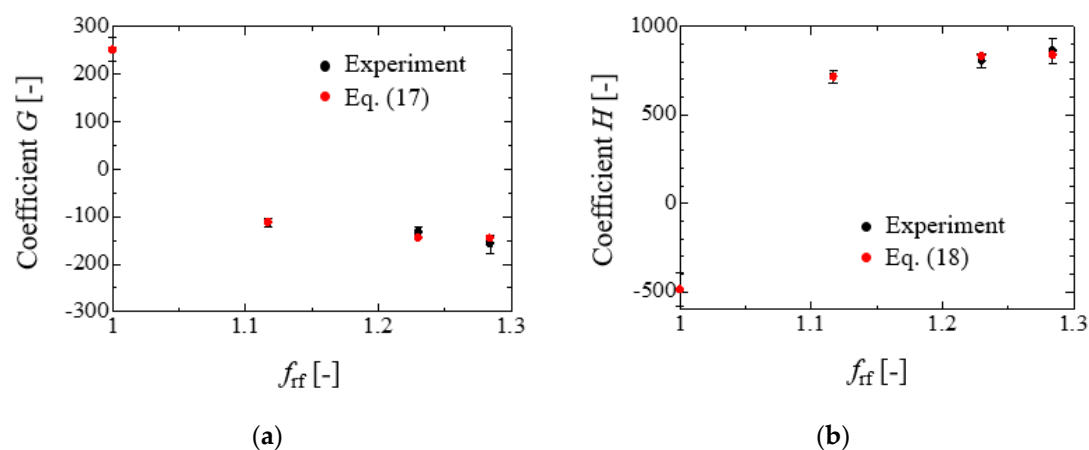 300
200
100
0
-100
-200
-300
1
1.1
1.2
1.3
Coefficient G [-]
f_rf [-]
Experiment
Eq. (17)
(a)
1000
500
0
-500
1
1.1
1.2
1.3
Coefficient H [-]
f_rf [-]
Experiment
Eq. (18)
(b)